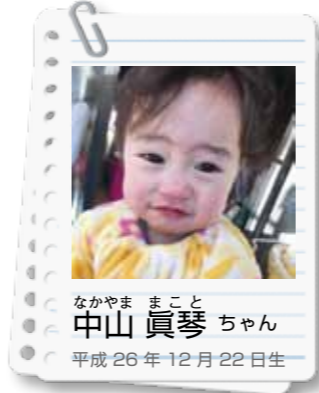 なかやま まこと
中山 眞琴 ちゃん
平成 26 年 12 月 22 日生